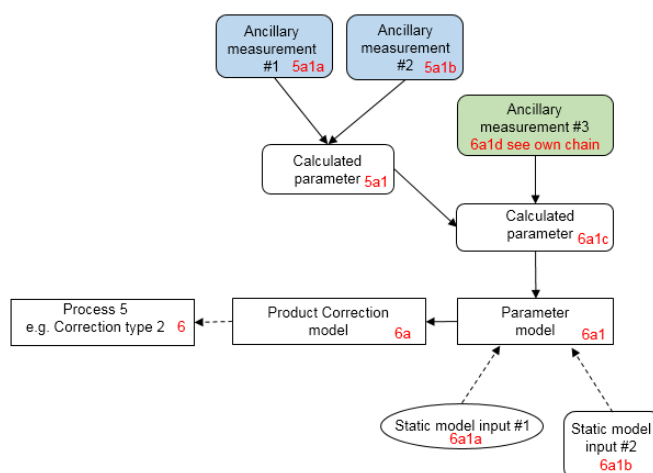 Ancillary
measurement
#1 5a1a
Ancillary
measurement
#2 5a1b
Ancillary
measurement #3
6a1d see own chain
Calculated
parameter
5a1
Calculated
parameter
6a1c
Process 5
e.g. Correction type 2 6
Product Correction
model
6a
Parameter
model
6a1
Static model input #1
6a1a
Static model
input #2
6a1b